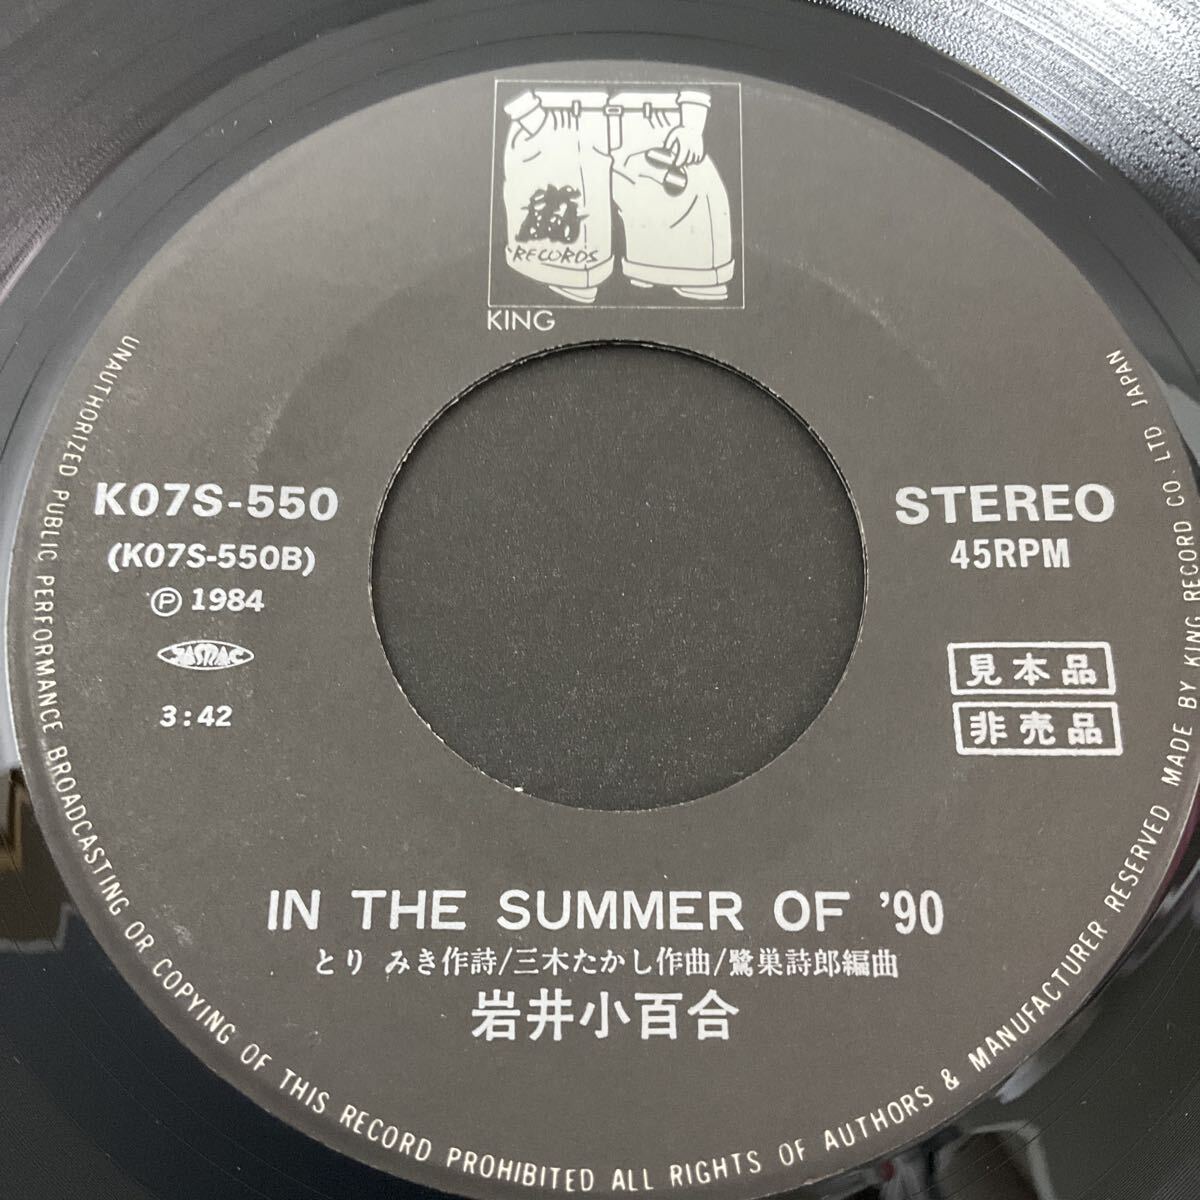 嵐
RECORDS
KING
K07S-550
(K07S-550B)
Ⓟ 1984
JASRAC
3:42
STEREO
45RPM
見本品
非売品
IN THE SUMMER OF '90
とり みき作詩/三木たかし作曲/鷺巣詩郎編曲
岩井小百合
UNAUTHORIZED PUBLIC PERFORMANCE BROADCASTING OR COPYING OF THIS RECORD PROHIBITED ALL RIGHTS OF AUTHORS & MANUFACTURER RESERVED MADE BY KING RECORD CO., LTD. JAPAN